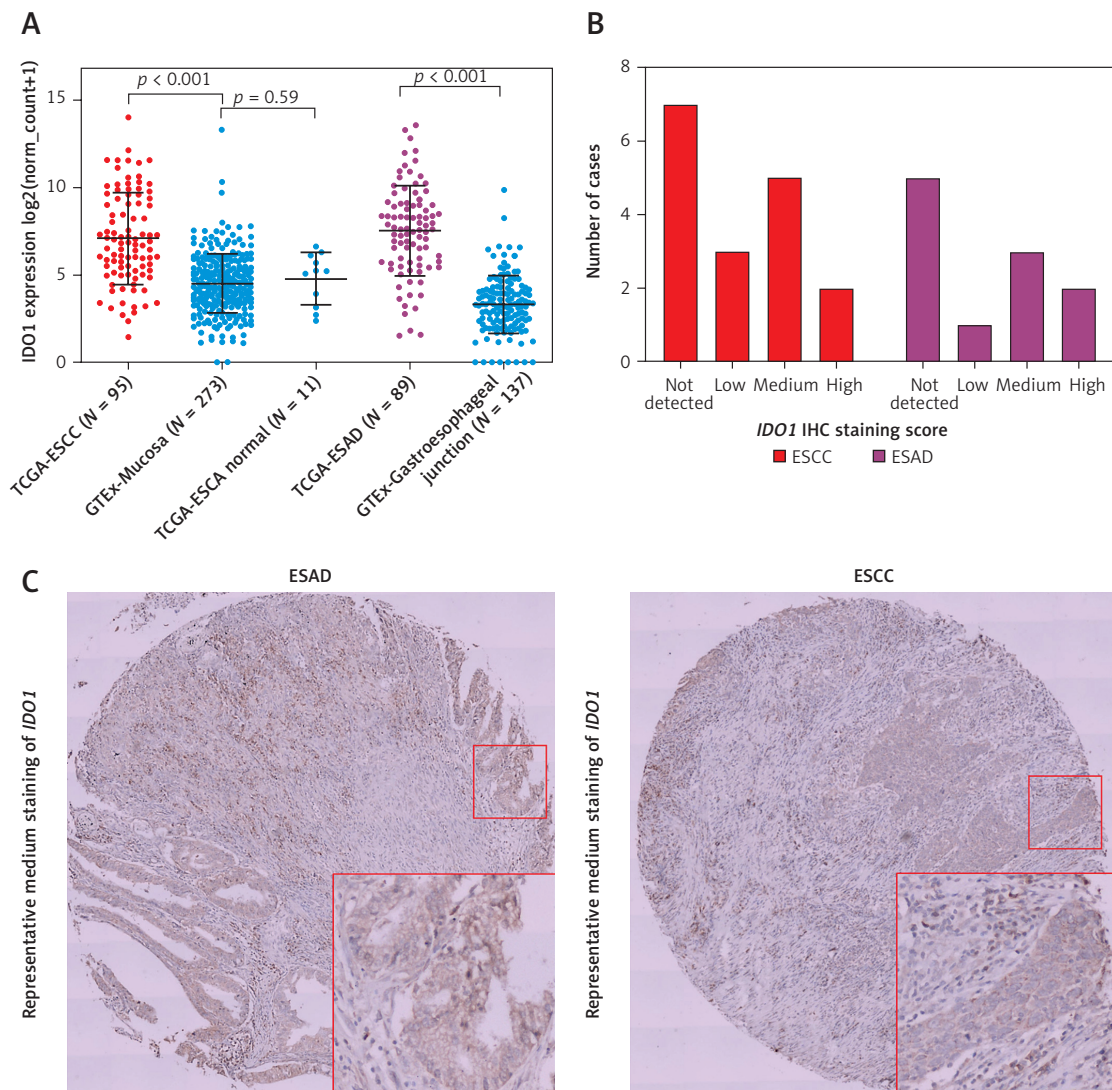 A
IDO1 expression log2(norm_count+1)
15
10
5
0
p < 0.001
p = 0.59
p < 0.001
TCGA-ESCC (N = 95)
GTEx-Mucosa (N = 273)
TCGA-ESCA normal (N = 11)
TCGA-ESAD (N = 89)
GTEx-Gastroesophageal
junction (N = 137)
B
Number of cases
8
6
4
2
0
Not
detected
Low
Medium
High
Not
detected
Low
Medium
High
IDO1 IHC staining score
ESCC
ESAD
C
ESAD
Representative medium staining of IDO1
ESCC
Representative medium staining of IDO1